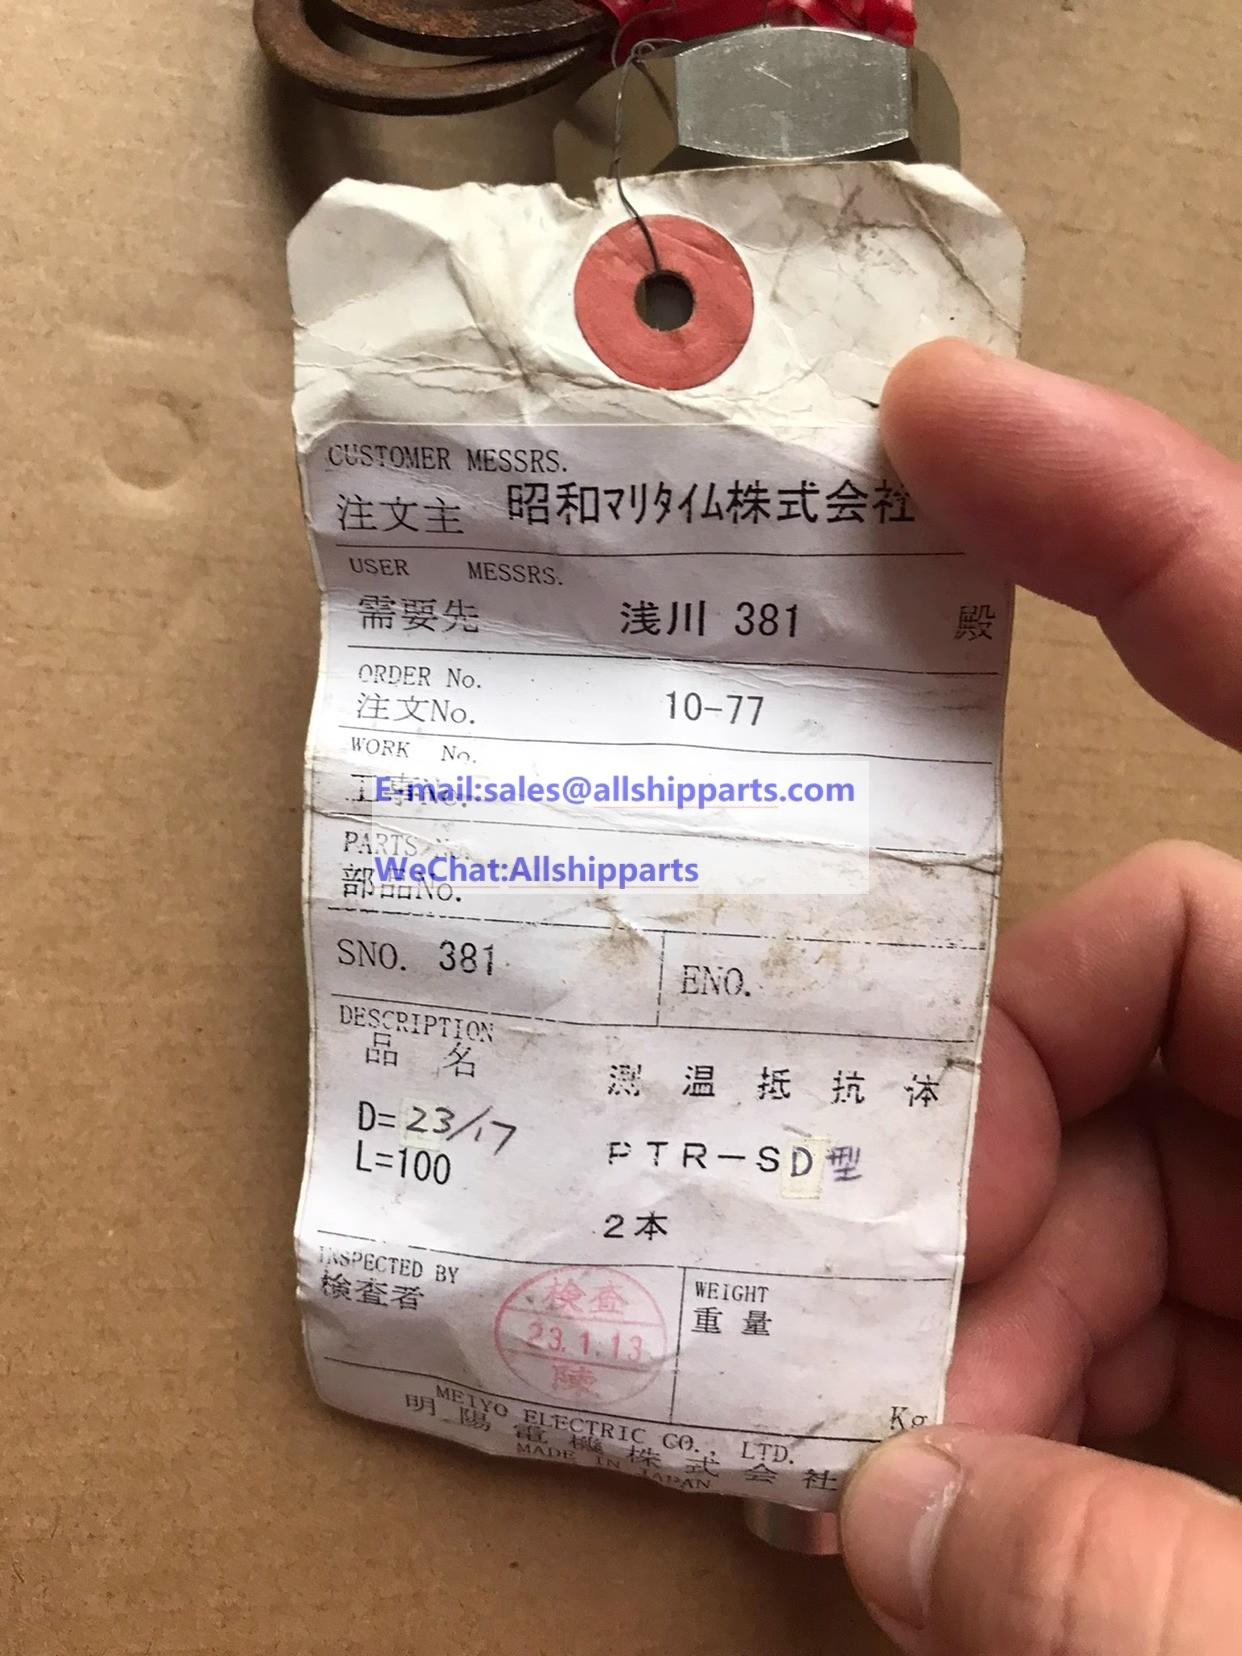 CUSTOMER MESSRS.
注文主 昭和マリタイム株式会社
USER MESSRS.
需要先 浅川 381 殿
ORDER No.
注文No. 10-77
WORK No.
工事No.
E-mail:sales@allshipparts.com
PARTS No.
WeChat:Allshipparts
部品No.
SNO. 381 ENO.
DESCRIPTION
品名 測温抵抗体
D=23/17 PTR-SD型
L=100
2本
INSPECTED BY
検査者
検査
23.1.13
WEIGHT
重量
Kg
MEIYO ELECTRIC CO., LTD.
明陽電機株式会社
MADE IN JAPAN